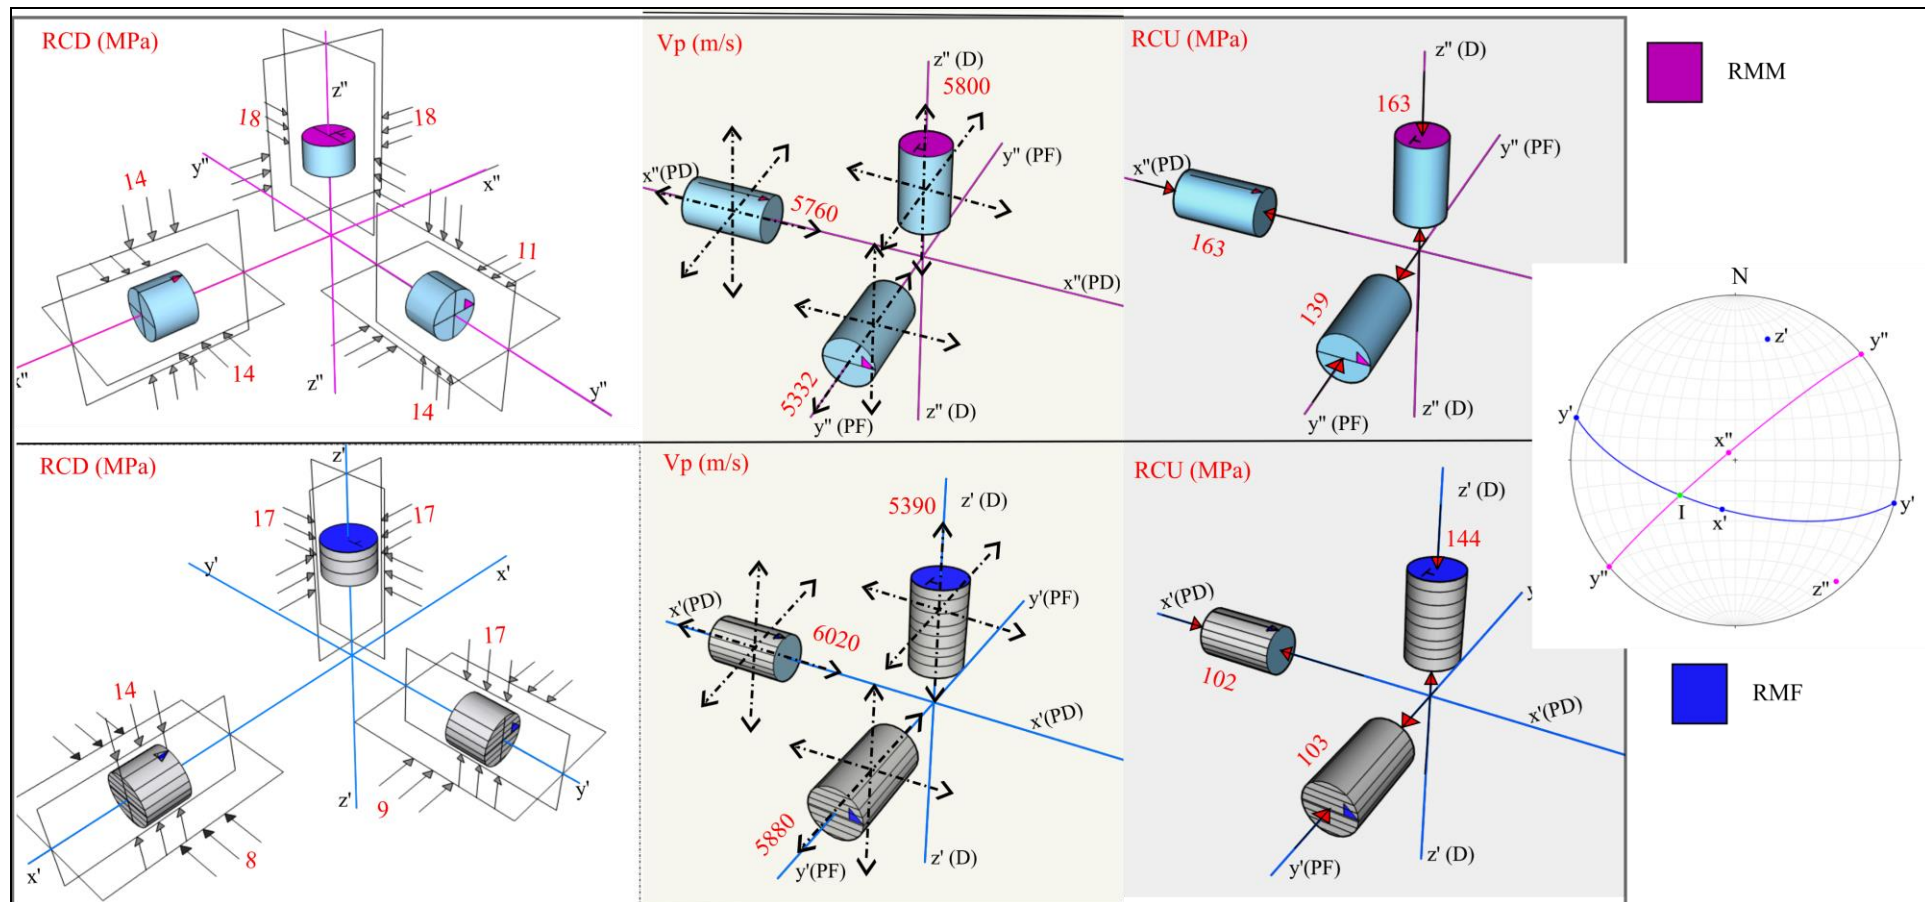 RCD (MPa)
z"
18
18
y"
x"
14
11
14
14
x"
z"
y"
Vp (m/s)
z" (D)
5800
y" (PF)
x"(PD)
5760
x"(PD)
5332
z" (D)
y" (PF)
RCU (MPa)
z" (D)
163
y" (PF)
x"(PD)
163
139
z" (D)
y" (PF)
RMM
N
z'
y"
y'
x"
I
x'
y'
y"
z"
RMF
RCD (MPa)
z'
17
17
y'
x'
17
14
z'
y'
9
8
x'
Vp (m/s)
5390
z' (D)
x'(PD)
y'(PF)
6020
x'(PD)
5880
z' (D)
y'(PF)
RCU (MPa)
z' (D)
144
x'(PD)
102
x'(PD)
103
z' (D)
y'(PF)